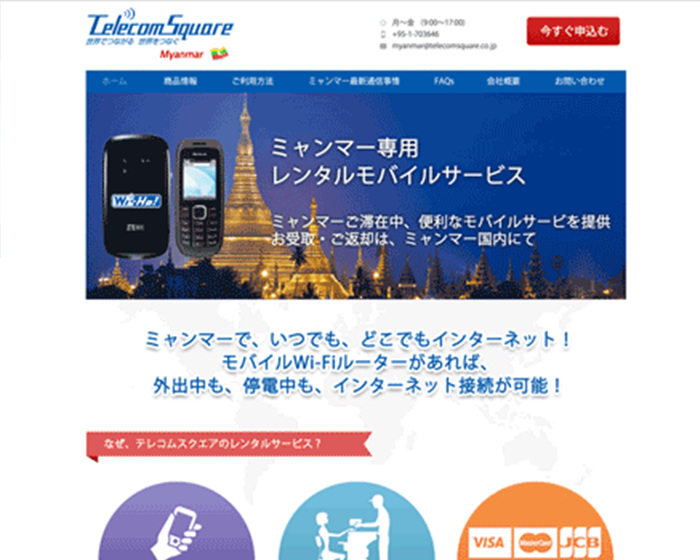 TelecomSquare
世界でつながる 世界をつなぐ
Myanmar
月〜金 (9:00〜17:00)
+95-1-703646
myanmar@telecomsquare.co.jp
今すぐ申込む
ホーム 商品情報 ご利用方法 ミャンマー最新通信事情 FAQs 会社概要 お問い合わせ
ミャンマー専用
レンタルモバイルサービス
ミャンマーご滞在中、便利なモバイルサービを提供
お受取・ご返却は、ミャンマー国内にて
Wi-Ho!
ZTE
NOKIA
ミャンマーで、いつでも、どこでもインターネット！
モバイルWi-Fiルーターがあれば、
外出中も、停電中も、インターネット接続が可能！
なぜ、テレコムスクエアのレンタルサービス？
VISA MasterCard JCB